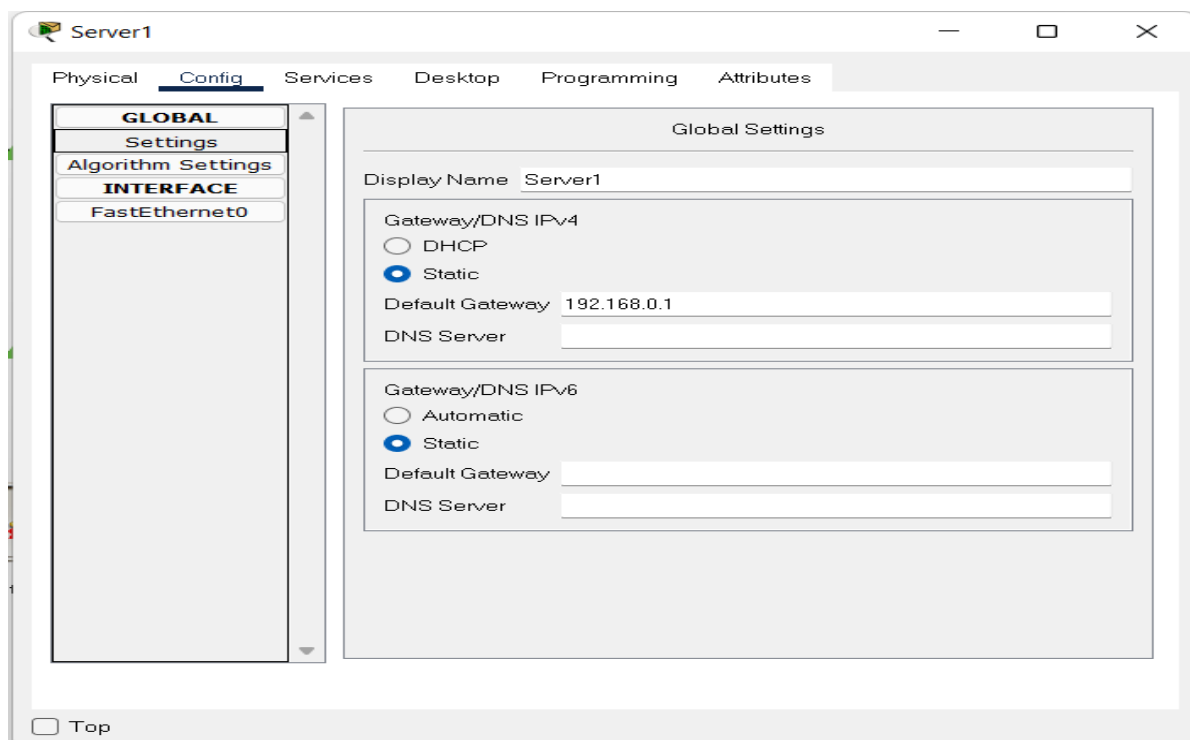 Server1
Physical Config Services Desktop Programming Attributes
GLOBAL
Settings
Algorithm Settings
INTERFACE
FastEthernet0
Global Settings
Display Name Server1
Gateway/DNS IPv4
DHCP
Static
Default Gateway 192.168.0.1
DNS Server
Gateway/DNS IPv6
Automatic
Static
Default Gateway
DNS Server
Top